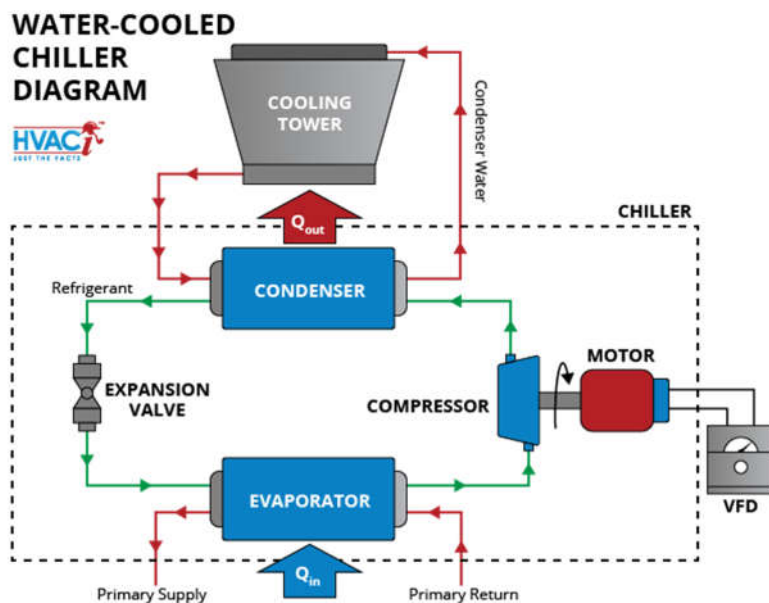 WATER-COOLED
CHILLER
DIAGRAM
HVACi
JUST THE FACTS
COOLING
TOWER
Condenser Water
Qout
CHILLER
CONDENSER
Refrigerant
MOTOR
EXPANSION
VALVE
COMPRESSOR
EVAPORATOR
VFD
Qin
Primary Supply
Primary Return